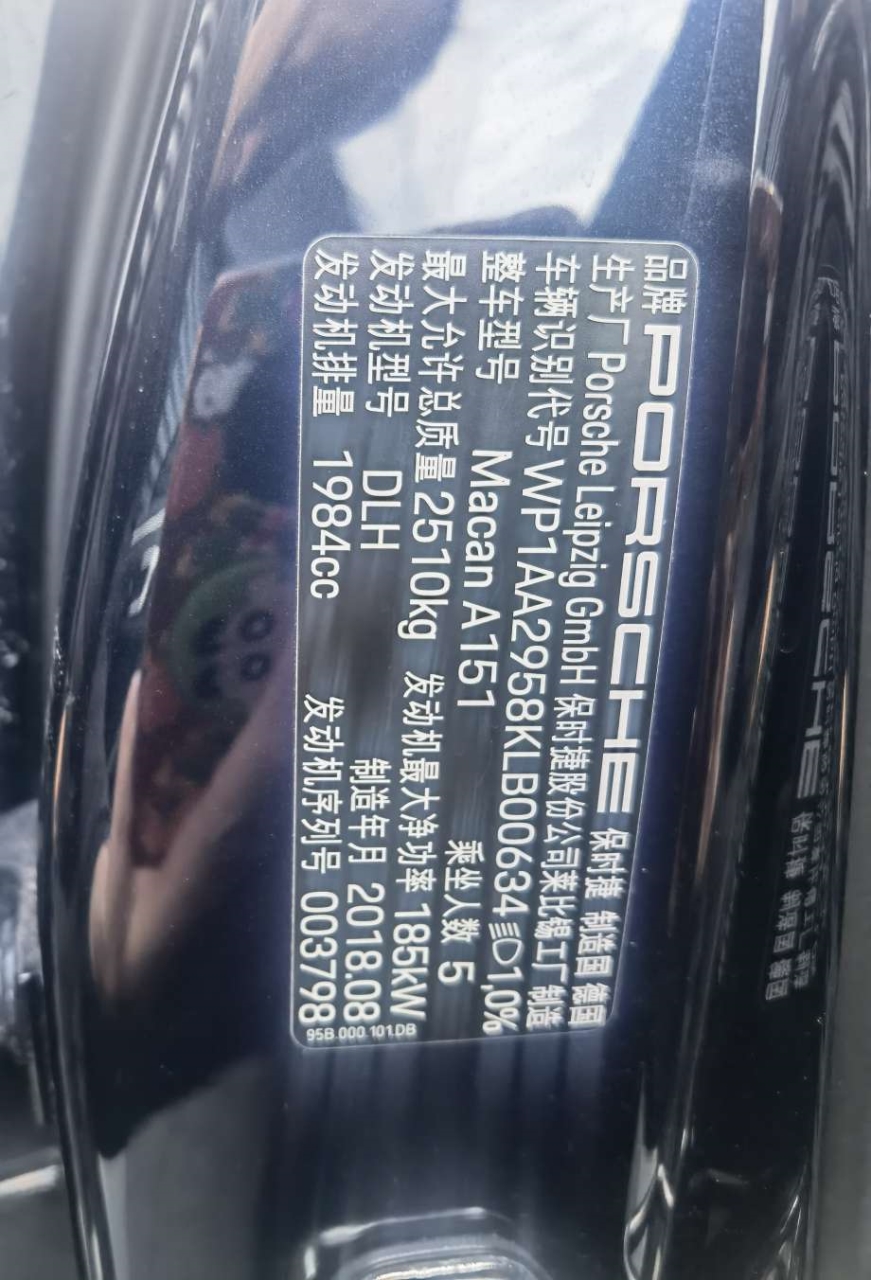 品牌 PORSCHE 保时捷 制造国 德国
生产厂 Porsche Leipzig GmbH 保时捷股份公司莱比锡工厂 制造
车辆识别代号 WP1AA2958KLB00634 1,0%
整车型号 Macan A151 乘坐人数 5
最大允许总质量 2510kg 发动机最大净功率 185kW
发动机型号 DLH 制造年月 2018.08
发动机排量 1984cc 发动机序列号 003798
95B.000.101.DB